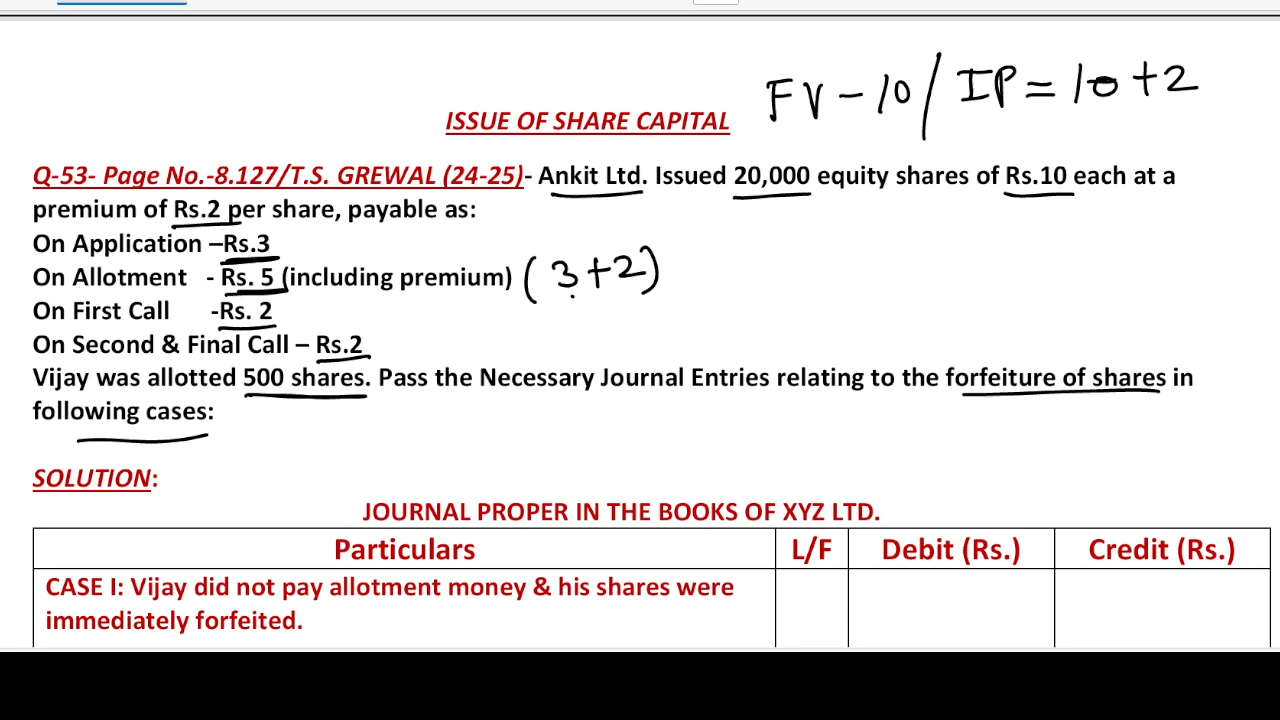 FV - 10 / IP = 10 + 2
ISSUE OF SHARE CAPITAL
Q-53- Page No.-8.127/T.S. GREWAL (24-25)- Ankit Ltd. Issued 20,000 equity shares of Rs.10 each at a
premium of Rs.2 per share, payable as:
On Application –Rs.3
On Allotment - Rs. 5 (including premium) (3+2)
On First Call -Rs. 2
On Second & Final Call – Rs.2
Vijay was allotted 500 shares. Pass the Necessary Journal Entries relating to the forfeiture of shares in
following cases:
SOLUTION:
JOURNAL PROPER IN THE BOOKS OF XYZ LTD.
Particulars L/F Debit (Rs.) Credit (Rs.)
CASE I: Vijay did not pay allotment money & his shares were
immediately forfeited.